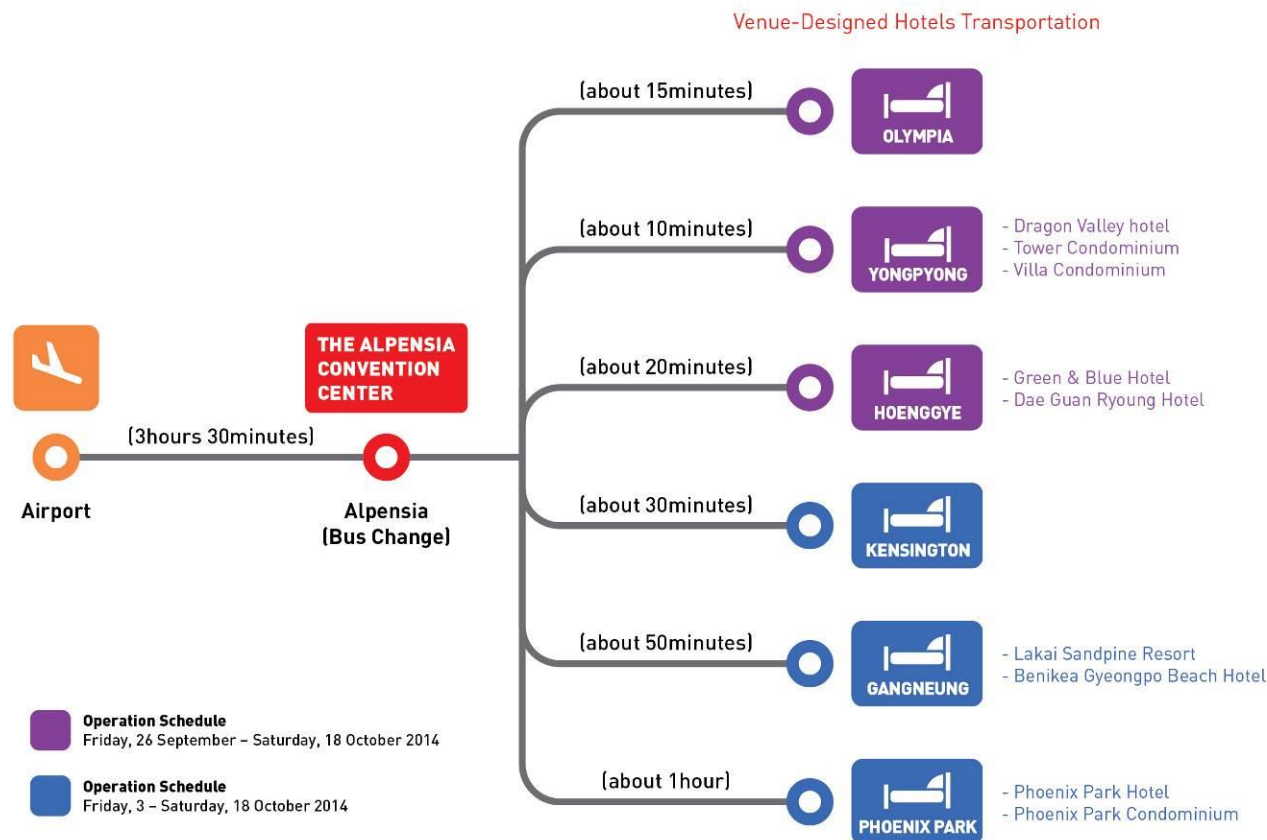 Venue-Designed Hotels Transportation
(about 15minutes)
OLYMPIA
(about 10minutes)
YONGPYONG
- Dragon Valley hotel
- Tower Condominium
- Villa Condominium
THE ALPENSIA
CONVENTION
CENTER
(about 20minutes)
HOENGGYE
- Green & Blue Hotel
- Dae Guan Ryoung Hotel
(3hours 30minutes)
Airport
Alpensia
(Bus Change)
(about 30minutes)
KENSINGTON
(about 50minutes)
GANGNEUNG
- Lakai Sandpine Resort
- Benikea Gyeongpo Beach Hotel
(about 1hour)
PHOENIX PARK
- Phoenix Park Hotel
- Phoenix Park Condominium
Operation Schedule
Friday, 26 September – Saturday, 18 October 2014
Operation Schedule
Friday, 3 – Saturday, 18 October 2014